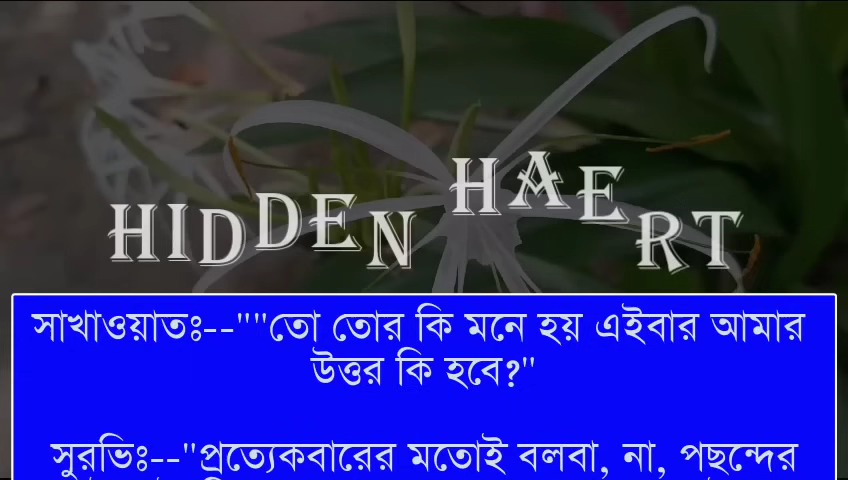 HIDDEN HAERT
সাখাওয়াতঃ--""তো তোর কি মনে হয় এইবার আমার
উত্তর কি হবে?"
সুরভিঃ--"প্রত্যেকবারের মতোই বলবা, না, পছন্দের